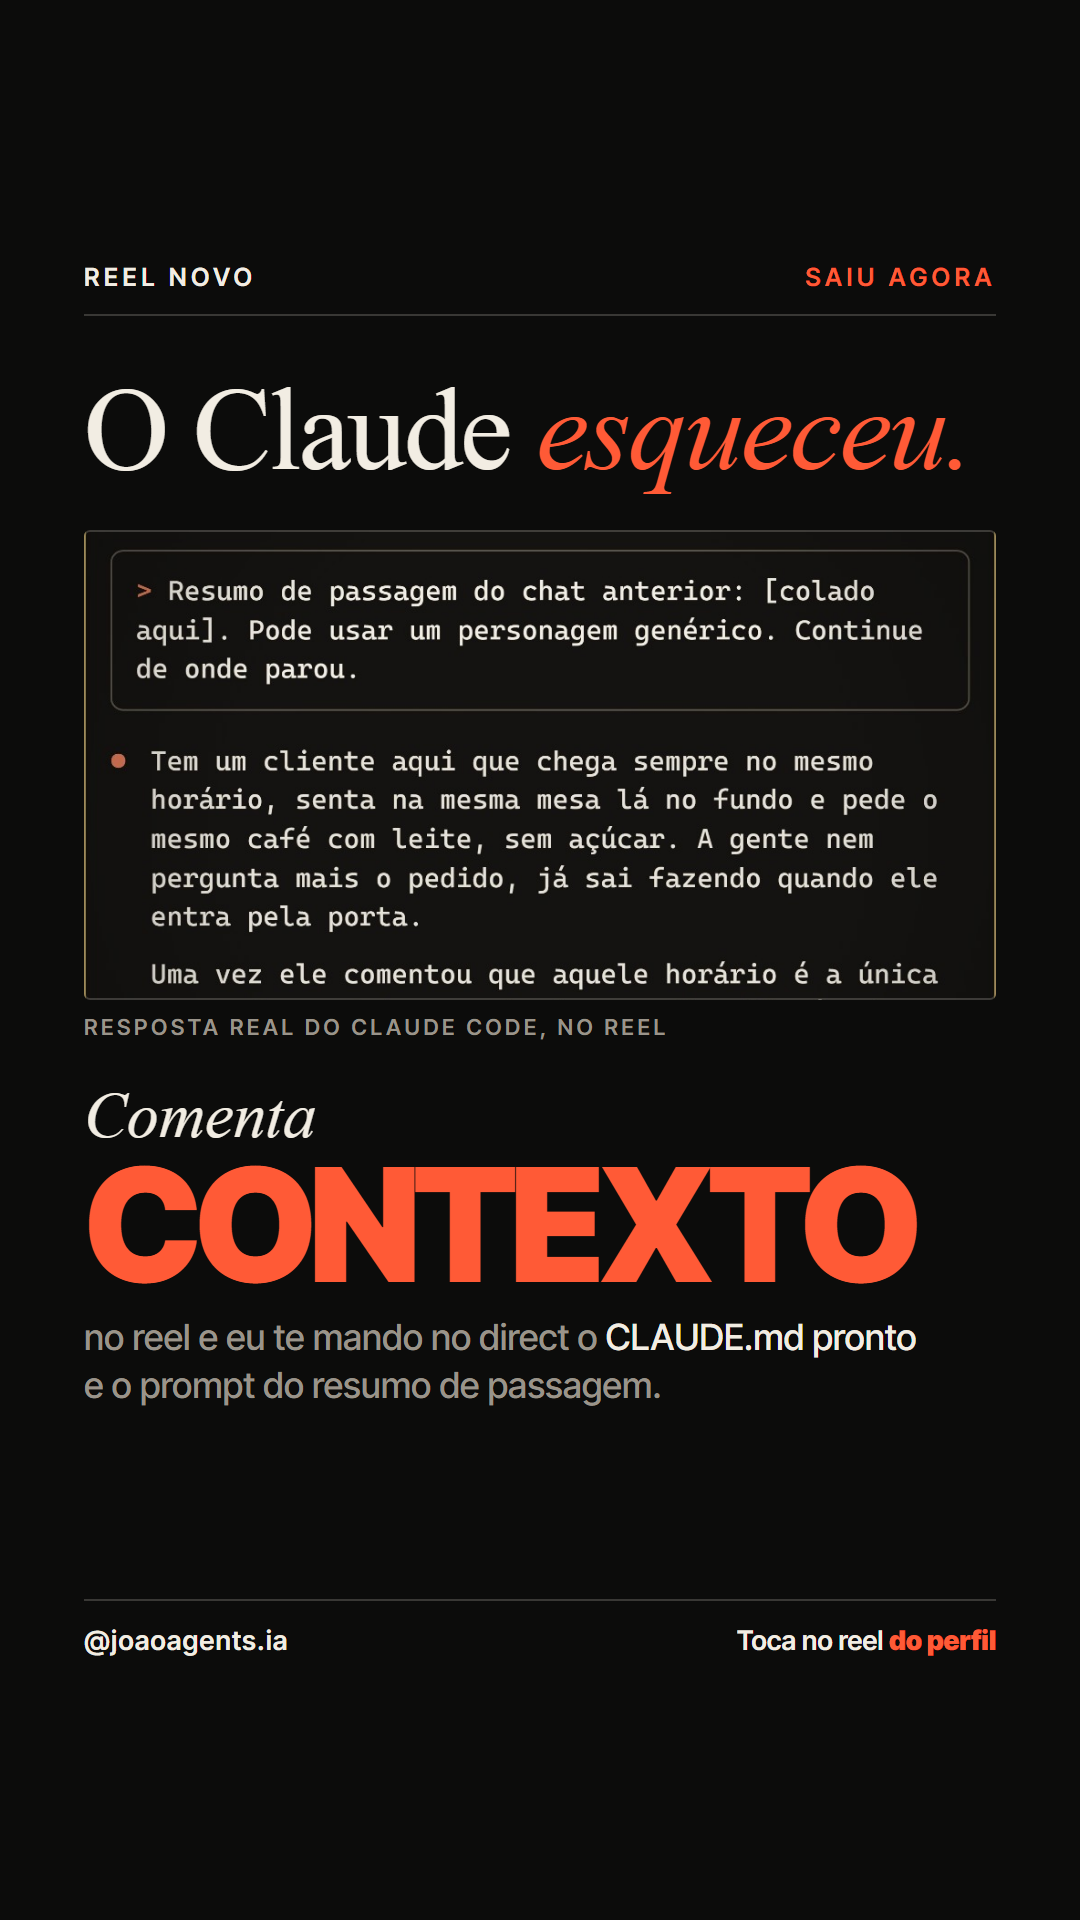 REEL NOVO
SAIU AGORA
O Claude esqueceu.
> Resumo de passagem do chat anterior: [colado
aqui]. Pode usar um personagem genérico. Continue
de onde parou.
Tem um cliente aqui que chega sempre no mesmo
horário, senta na mesma mesa lá no fundo e pede o
mesmo café com leite, sem açúcar. A gente nem
pergunta mais o pedido, já sai fazendo quando ele
entra pela porta.
Uma vez ele comentou que aquele horário é a única
RESPOSTA REAL DO CLAUDE CODE, NO REEL
Comenta
CONTEXTO
no reel e eu te mando no direct o CLAUDE.md pronto
e o prompt do resumo de passagem.
@joaoagents.ia
Toca no reel do perfil